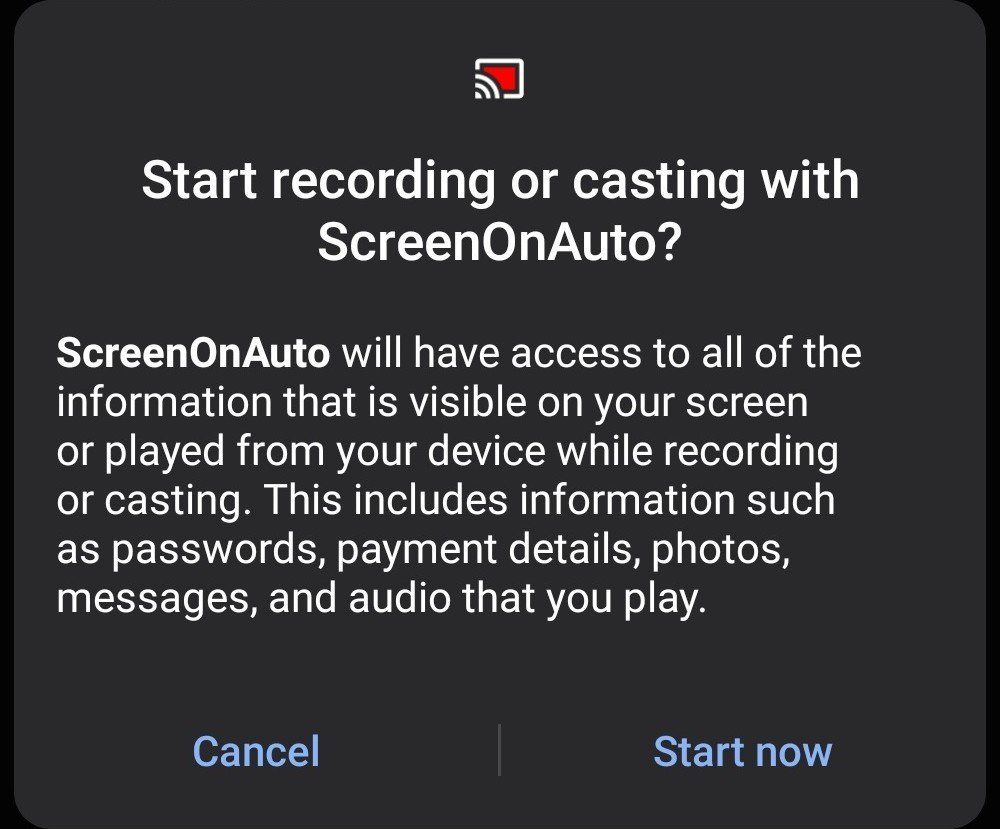 Start recording or casting with
ScreenOnAuto?
ScreenOnAuto will have access to all of the
information that is visible on your screen
or played from your device while recording
or casting. This includes information such
as passwords, payment details, photos,
messages, and audio that you play.
Cancel
Start now